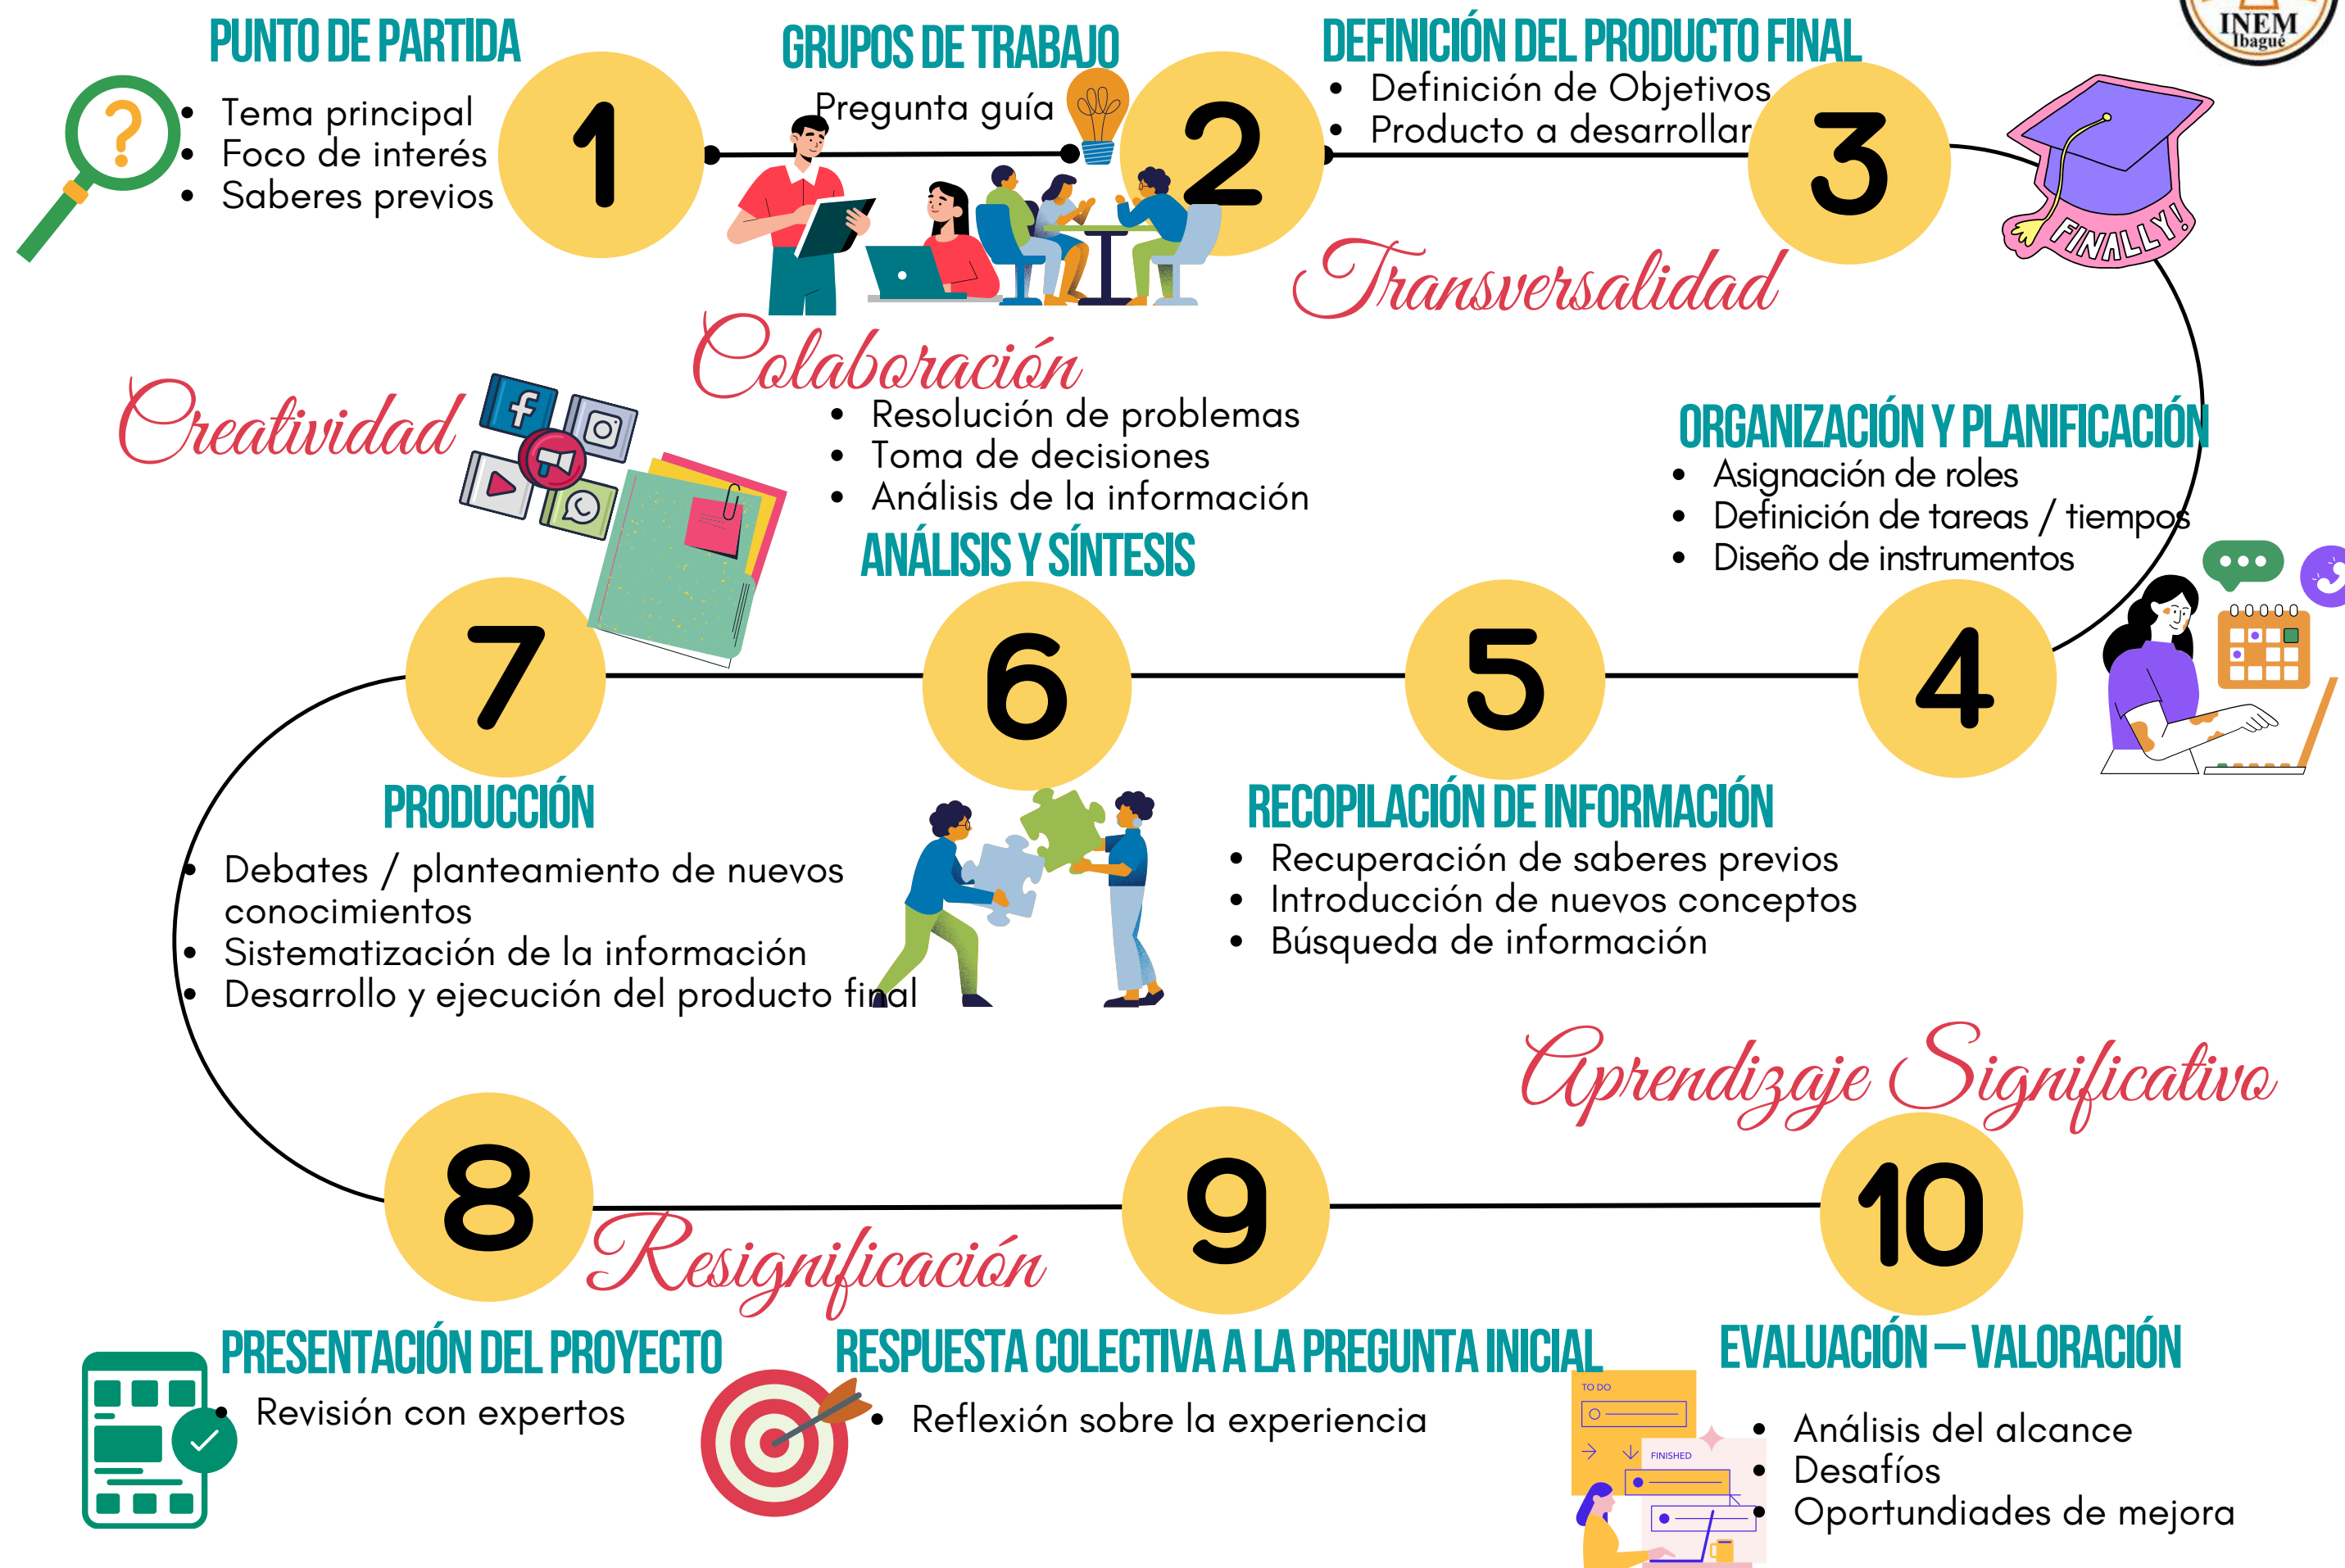 PUNTO DE PARTIDA
Tema principal
Foco de interés
Saberes previos
1
GRUPOS DE TRABAJO
Pregunta guía
2
DEFINICIÓN DEL PRODUCTO FINAL
Definición de Objetivos
Producto a desarrollar
3
INEM
Ibagué
FINALLY!
Transversalidad
Colaboración
Creatividad
ORGANIZACIÓN Y PLANIFICACIÓN
Asignación de roles
Definición de tareas / tiempos
Diseño de instrumentos
4
5
RECOPILACIÓN DE INFORMACIÓN
Recuperación de saberes previos
Introducción de nuevos conceptos
Búsqueda de información
Resolución de problemas
Toma de decisiones
Análisis de la información
ANÁLISIS Y SÍNTESIS
6
7
PRODUCCIÓN
Debates / planteamiento de nuevos
conocimientos
Sistematización de la información
Desarrollo y ejecución del producto final
Aprendizaje Significativo
8
Resignificación
9
10
PRESENTACIÓN DEL PROYECTO
Revisión con expertos
RESPUESTA COLECTIVA A LA PREGUNTA INICIAL
Reflexión sobre la experiencia
TO DO
FINISHED
EVALUACIÓN – VALORACIÓN
Análisis del alcance
Desafíos
Oportundiades de mejora